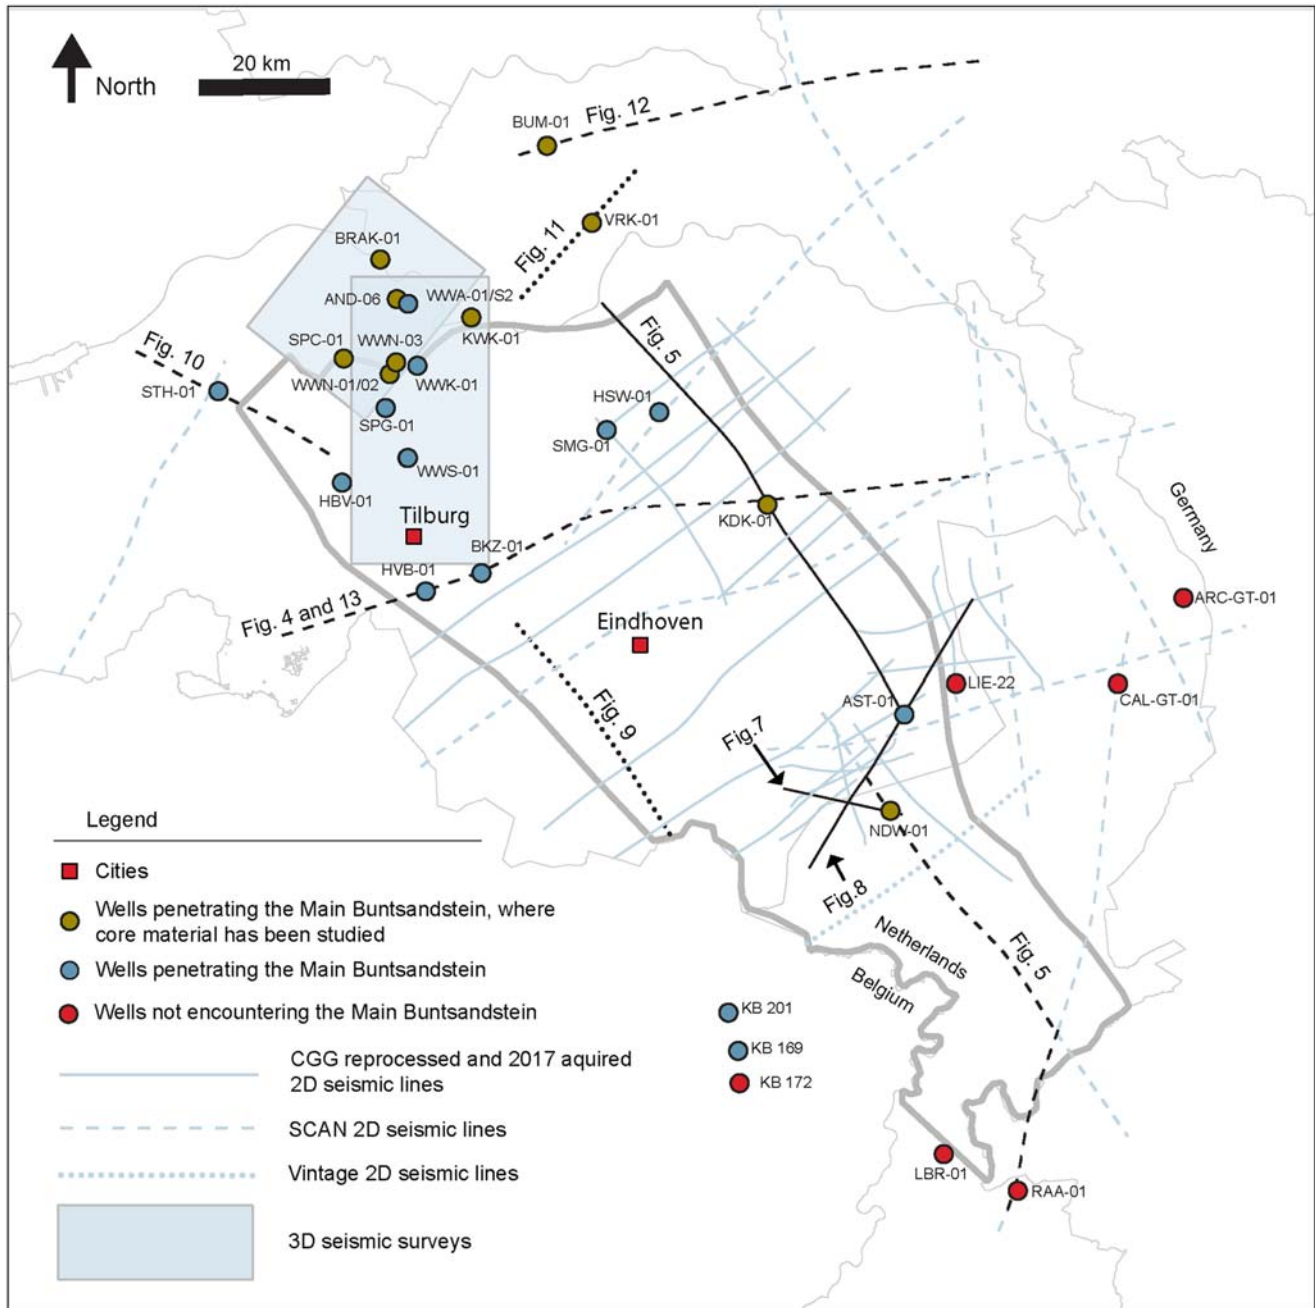 20 km
North
BUM-01
Fig. 12
VRK-01
Fig. 11
BRAK-01
AND-06
WWA-01/S2
KWK-01
SPC-01
WWN-03
WWN-01/02
WWK-01
Fig. 10
STH-01
SPG-01
WWS-01
HBV-01
Tilburg
Fig. 5
HSW-01
SMG-01
KDK-01
BKZ-01
HVB-01
Fig. 4 and 13
Germany
ARC-GT-01
Eindhoven
LIE-22
CAL-GT-01
AST-01
Fig. 9
Fig.7
NDW-01
Fig.8
Netherlands
Belgium
Fig. 5
KB 201
KB 169
KB 172
LBR-01
RAA-01
Legend
Cities
Wells penetrating the Main Buntsandstein, where
core material has been studied
Wells penetrating the Main Buntsandstein
Wells not encountering the Main Buntsandstein
CGG reprocessed and 2017 aquired
2D seismic lines
SCAN 2D seismic lines
Vintage 2D seismic lines
3D seismic surveys